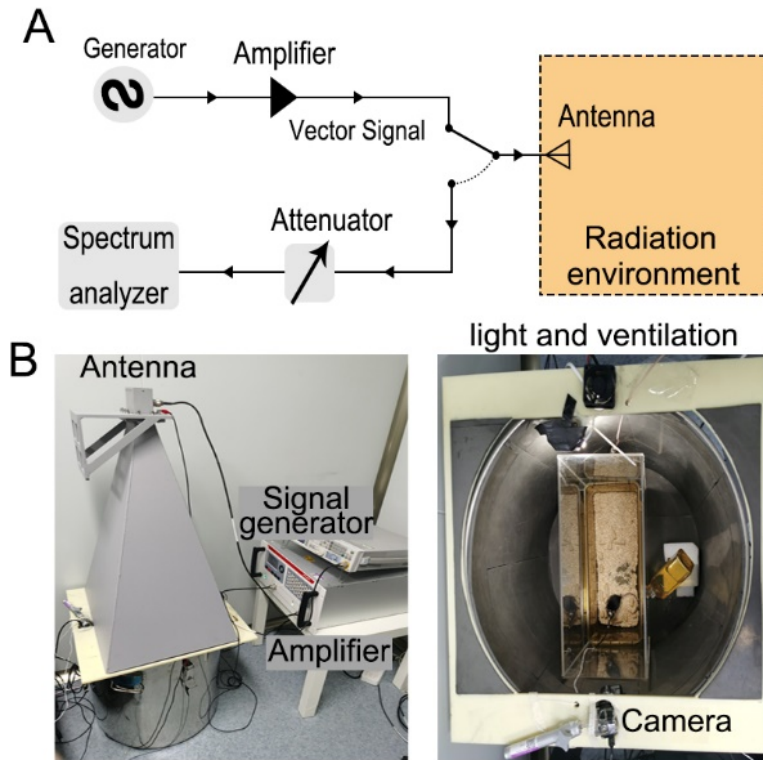 A
Generator
Amplifier
Vector Signal
Antenna
Attenuator
Spectrum
analyzer
Radiation
environment
B
Antenna
Signal
generator
Amplifier
light and ventilation
Camera